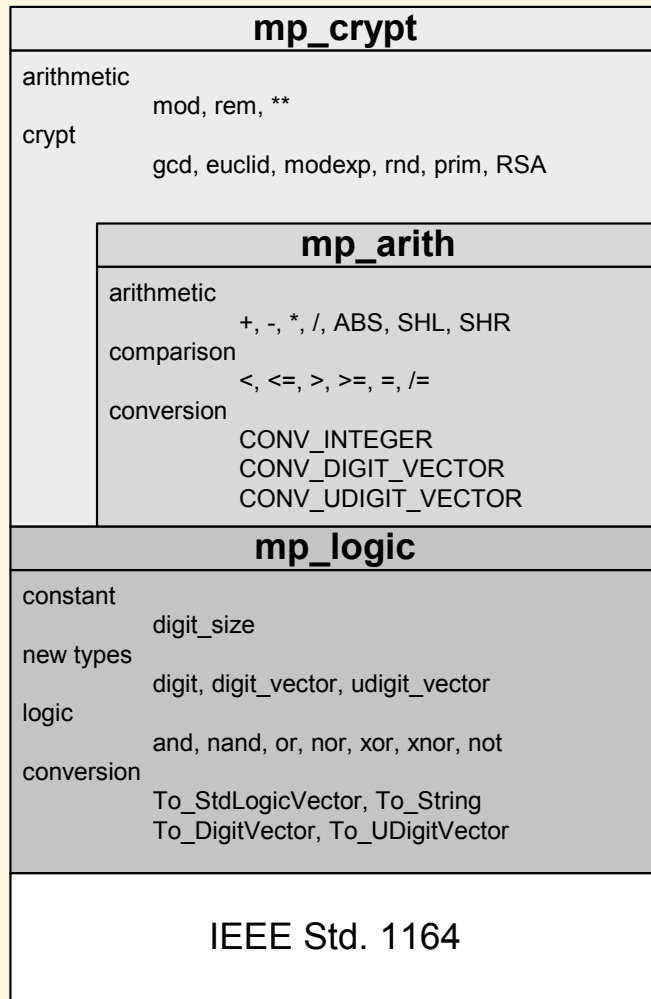 mp_crypt
arithmetic
mod, rem, **
crypt
gcd, euclid, modexp, rnd, prim, RSA
mp_arith
arithmetic
+, -, *, /, ABS, SHL, SHR
comparison
<, <=, >, >=, =, /=
conversion
CONV_INTEGER
CONV_DIGIT_VECTOR
CONV_UDIGIT_VECTOR
mp_logic
constant
digit_size
new types
digit, digit_vector, udigit_vector
logic
and, nand, or, nor, xor, xnor, not
conversion
To_StdLogicVector, To_String
To_DigitVector, To_UDigitVector
IEEE Std. 1164